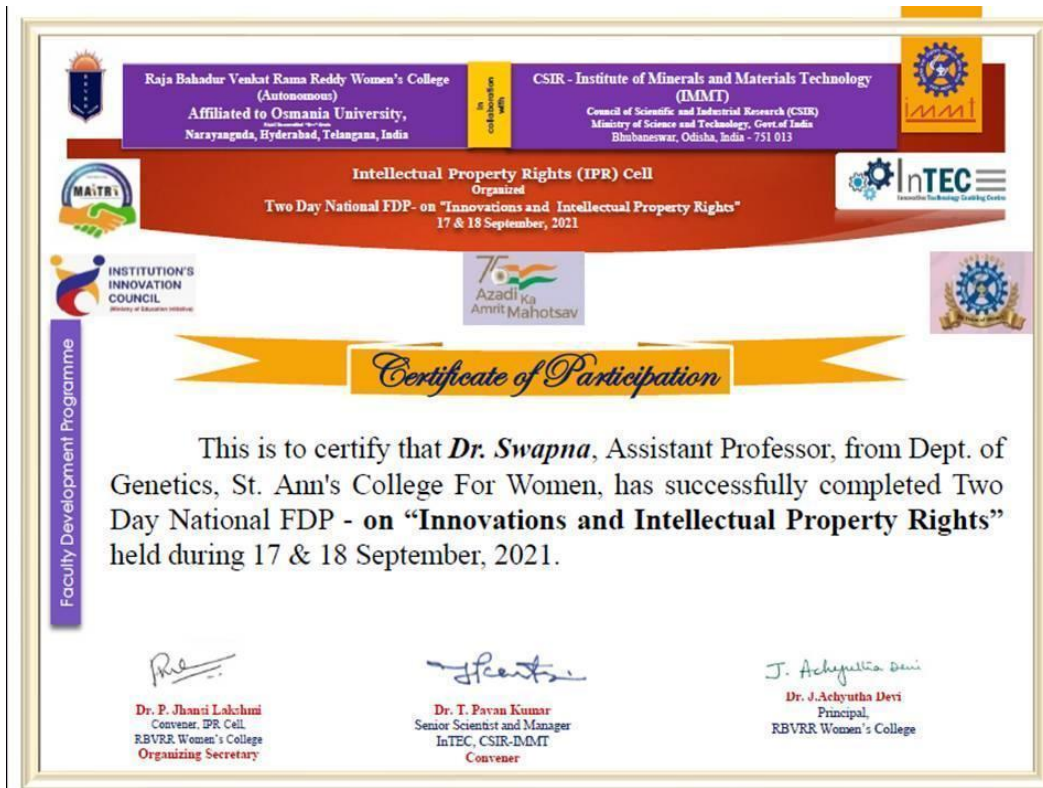 R B V R R
Raja Bahadur Venkat Rama Reddy Women's College
(Autonomous)
Affiliated to Osmania University,
Narayanguda, Hyderabad, Telangana, India
In
collaboration
with
CSIR - Institute of Minerals and Materials Technology
(IMMT)
Council of Scientific and Industrial Research (CSIR)
Ministry of Science and Technology, Govt.of India
Bhubaneswar, Odisha, India - 751 013
immt
MAiTRI
Intellectual Property Rights (IPR) Cell
Organized
Two Day National FDP- on "Innovations and Intellectual Property Rights"
17 & 18 September, 2021
InTEC
Innovative Technology Enabling Centre
INSTITUTION'S
INNOVATION
COUNCIL
(Ministry of Education Initiative)
75
Azadi Ka
Amrit Mahotsav
Certificate of Participation
Faculty Development Programme
This is to certify that Dr. Swapna, Assistant Professor, from Dept. of
Genetics, St. Ann's College For Women, has successfully completed Two
Day National FDP - on “Innovations and Intellectual Property Rights”
held during 17 & 18 September, 2021.
J. Achyutha Devi
Dr. P. Jhansi Lakshmi
Convener, IPR Cell,
RBVRR Women's College
Organizing Secretary
Dr. T. Pavan Kumar
Senior Scientist and Manager
InTEC, CSIR-IMMT
Convener
Dr. J.Achyutha Devi
Principal,
RBVRR Women's College